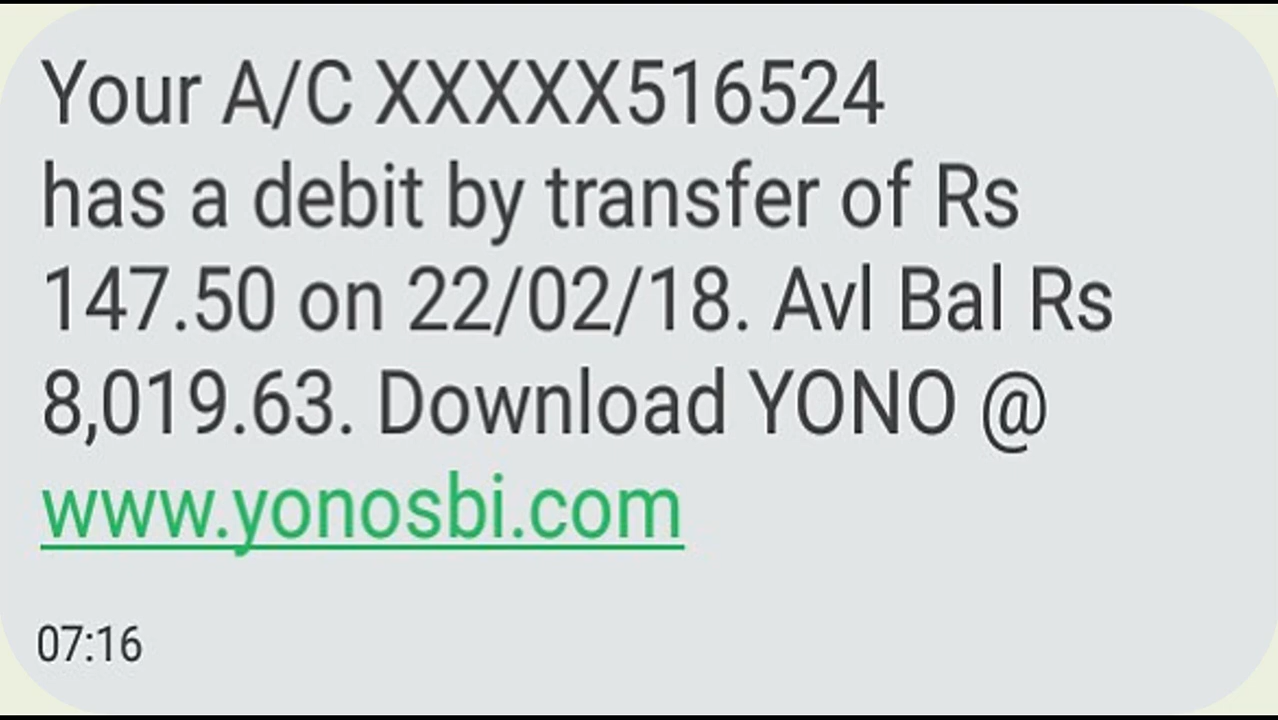 Your A/C XXXXX516524
has a debit by transfer of Rs
147.50 on 22/02/18. Avl Bal Rs
8,019.63. Download YONO @
www.yonosbi.com
07:16